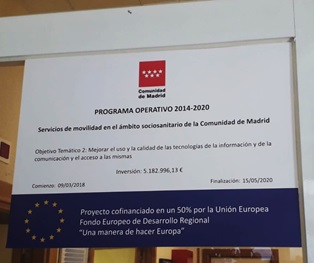 Comunidad
de Madrid
PROGRAMA OPERATIVO 2014-2020
Servicios de movilidad en el ámbito sociosanitario de la Comunidad de Madrid
Objetivo Temático 2: Mejorar el uso y la calidad de las tecnologías de la información y de la
comunicación y el acceso a las mismas
Inversión: 5.182.996,13 €
Comienzo: 09/03/2018
Finalización: 15/05/2020
Proyecto cofinanciado en un 50% por la Unión Europea
Fondo Europeo de Desarrollo Regional
"Una manera de hacer Europa"